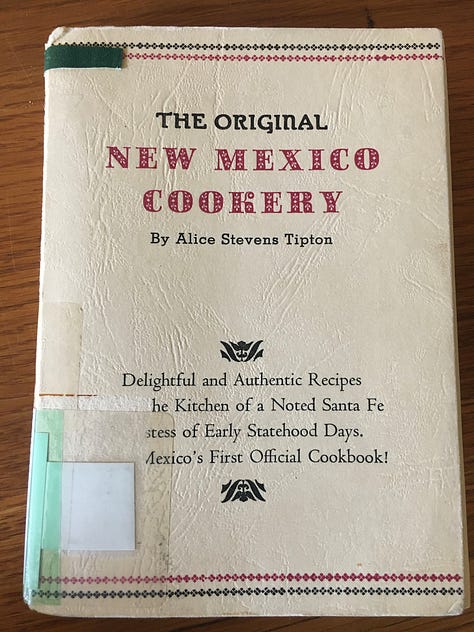 THE ORIGINAL
NEW MEXICO
COOKERY
By Alice Stevens Tipton
Delightful and Authentic Recipes
he Kitchen of a Noted Santa Fe
stess of Early Statehood Days.
Mexico's First Official Cookbook!